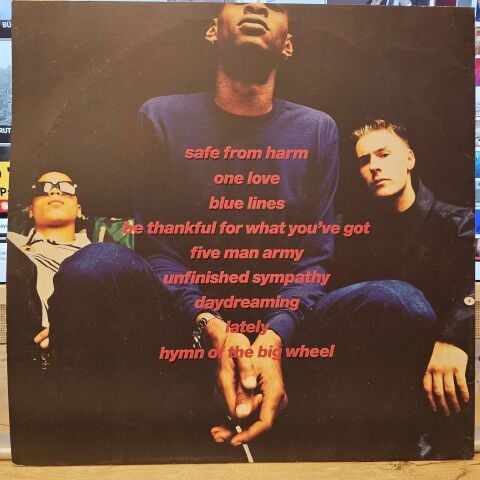 safe from harm
one love
blue lines
be thankful for what you've got
five man army
unfinished sympathy
daydreaming
lately
hymn of the big wheel